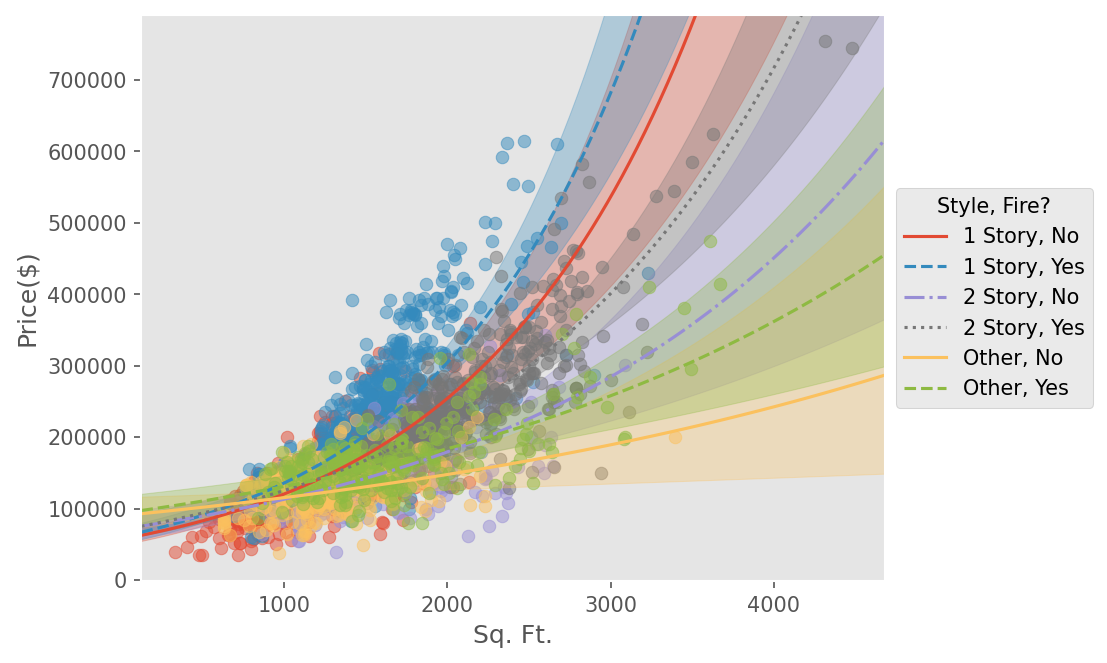 700000
600000
500000
400000
300000
200000
100000
0
Price($)
1000 2000 3000 4000
Sq. Ft.
Style, Fire?
1 Story, No
1 Story, Yes
2 Story, No
2 Story, Yes
Other, No
Other, Yes